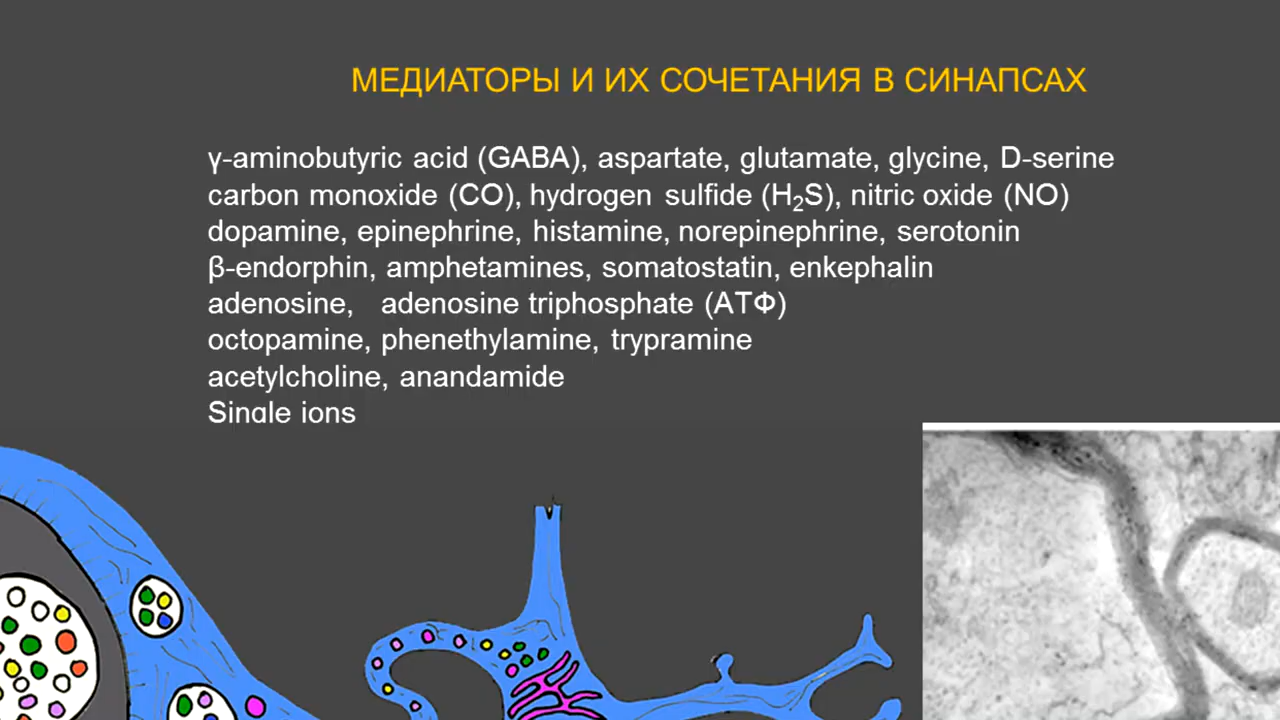 МЕДИАТОРЫ И ИХ СОЧЕТАНИЯ В СИНАПСАХ
γ-aminobutyric acid (GABA), aspartate, glutamate, glycine, D-serine
carbon monoxide (CO), hydrogen sulfide (H₂S), nitric oxide (NO)
dopamine, epinephrine, histamine, norepinephrine, serotonin
β-endorphin, amphetamines, somatostatin, enkephalin
adenosine, adenosine triphosphate (АТФ)
octopamine, phenethylamine, trypramine
acetylcholine, anandamide
Single ions